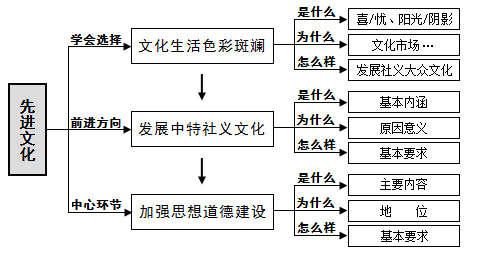 先进文化
学会选择
文化生活色彩斑斓
是什么
喜/忧、阳光/阴影
为什么
文化市场…
怎么样
发展社义大众文化
前进方向
发展中特社义文化
是什么
基本内涵
为什么
原因意义
怎么样
基本要求
中心环节
加强思想道德建设
是什么
主要内容
为什么
地 位
怎么样
基本要求